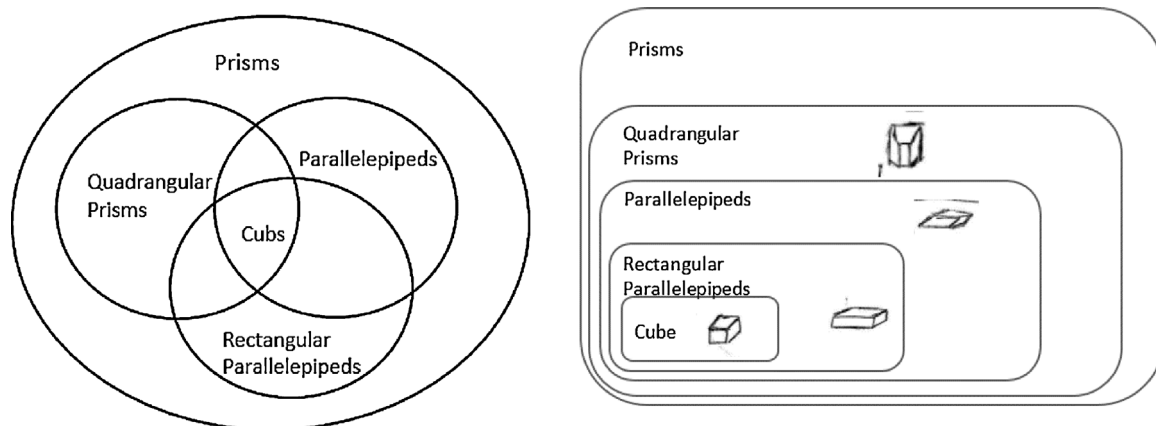 Prisms
Parallelepipeds
Quadrangular
Prisms
Cubs
Rectangular
Parallelepipeds
Prisms
Quadrangular
Prisms
Parallelepipeds
Rectangular
Parallelepipeds
Cube